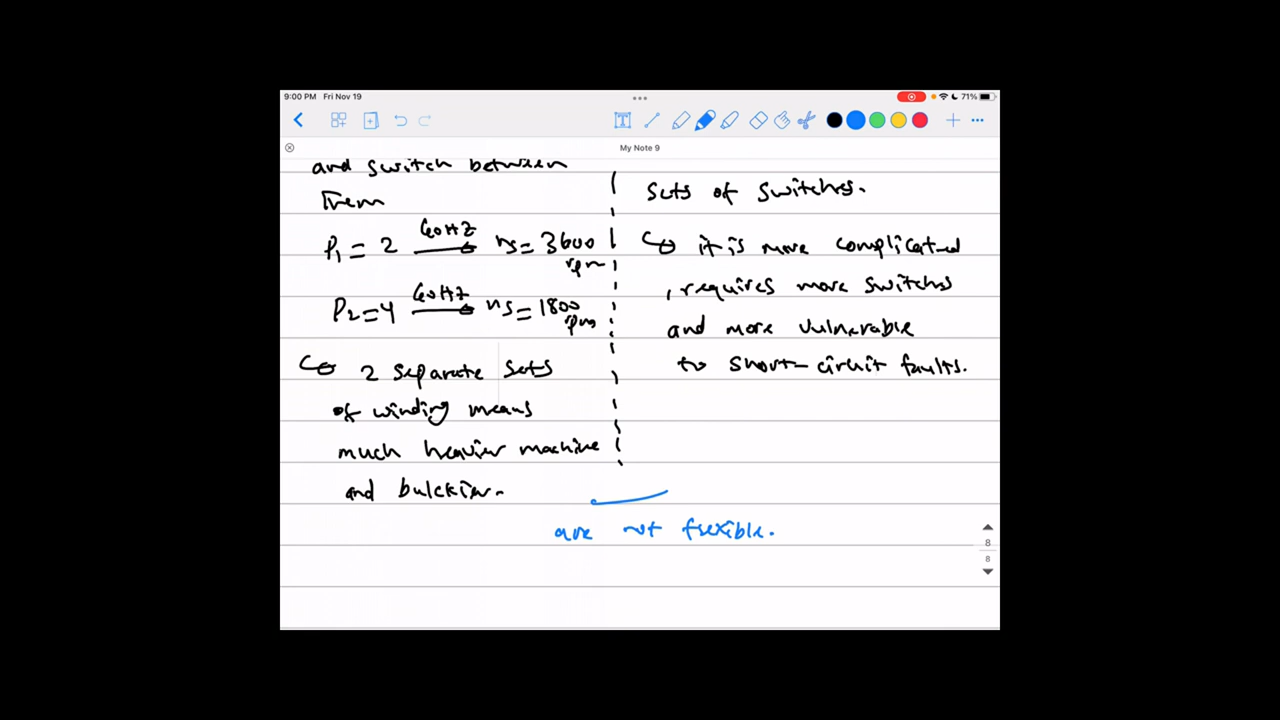 9:00 PM Fri Nov 19
71%
My Note 9
and switch between
them
P1 = 2 60HZ → ns = 3600 rpm
P2 = 4 60HZ → ns = 1800 rpm
2 separate sets
of winding means
much heavier machine
and bulckier.
sets of switches.
it is more complicated
, requires more switches
and more vulnerable
to short-circuit faults.
are not flexible.
8
8